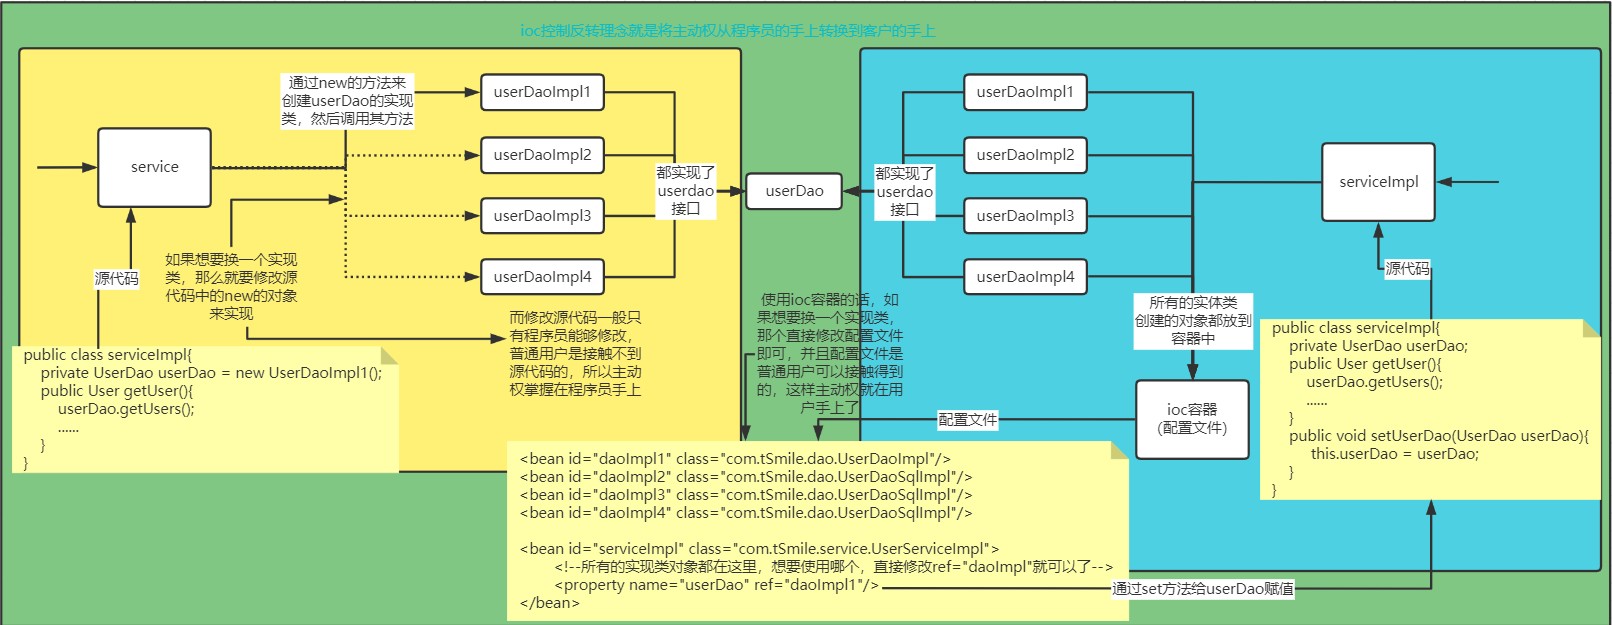 ioc控制反转理念就是将主动权从程序员的手上转换到客户的手上
通过new的方法来
创建userDao的实现
类，然后调用其方法
service
userDaoImpl1
userDaoImpl2
userDaoImpl3
userDaoImpl4
都实现了
userdao
接口
userDao
都实现了
userdao
接口
userDaoImpl1
userDaoImpl2
userDaoImpl3
userDaoImpl4
serviceImpl
源代码
如果想要换一个实现
类，那么就要修改源
代码中的new的对象
来实现
而修改源代码一般只
有程序员能够修改，
普通用户是接触不到
源代码的，所以主动
权掌握在程序员手上
public class serviceImpl{
private UserDao userDao = new UserDaoImpl1();
public User getUser(){
userDao.getUsers();
......
}
}
使用ioc容器的话，如
果想要换一个实现类，
那个直接修改配置文件
即可，并且配置文件是
普通用户可以接触得到
的，这样主动权就在用
户手上了
所有的实体类
创建的对象都放到
容器中
ioc容器
(配置文件)
配置文件
源代码
public class serviceImpl{
private UserDao userDao;
public User getUser(){
userDao.getUsers();
......
}
public void setUserDao(UserDao userDao){
this.userDao = userDao;
}
}
<bean id="daoImpl1" class="com.tSmile.dao.UserDaoImpl"/>
<bean id="daoImpl2" class="com.tSmile.dao.UserDaoSqlImpl"/>
<bean id="daoImpl3" class="com.tSmile.dao.UserDaoSqlImpl"/>
<bean id="daoImpl4" class="com.tSmile.dao.UserDaoSqlImpl"/>
<bean id="serviceImpl" class="com.tSmile.service.UserServiceImpl">
<!--所有的实现类对象都在这里，想要使用哪个，直接修改ref="daoImpl"就可以了-->
<property name="userDao" ref="daoImpl1"/>
</bean>
通过set方法给userDao赋值